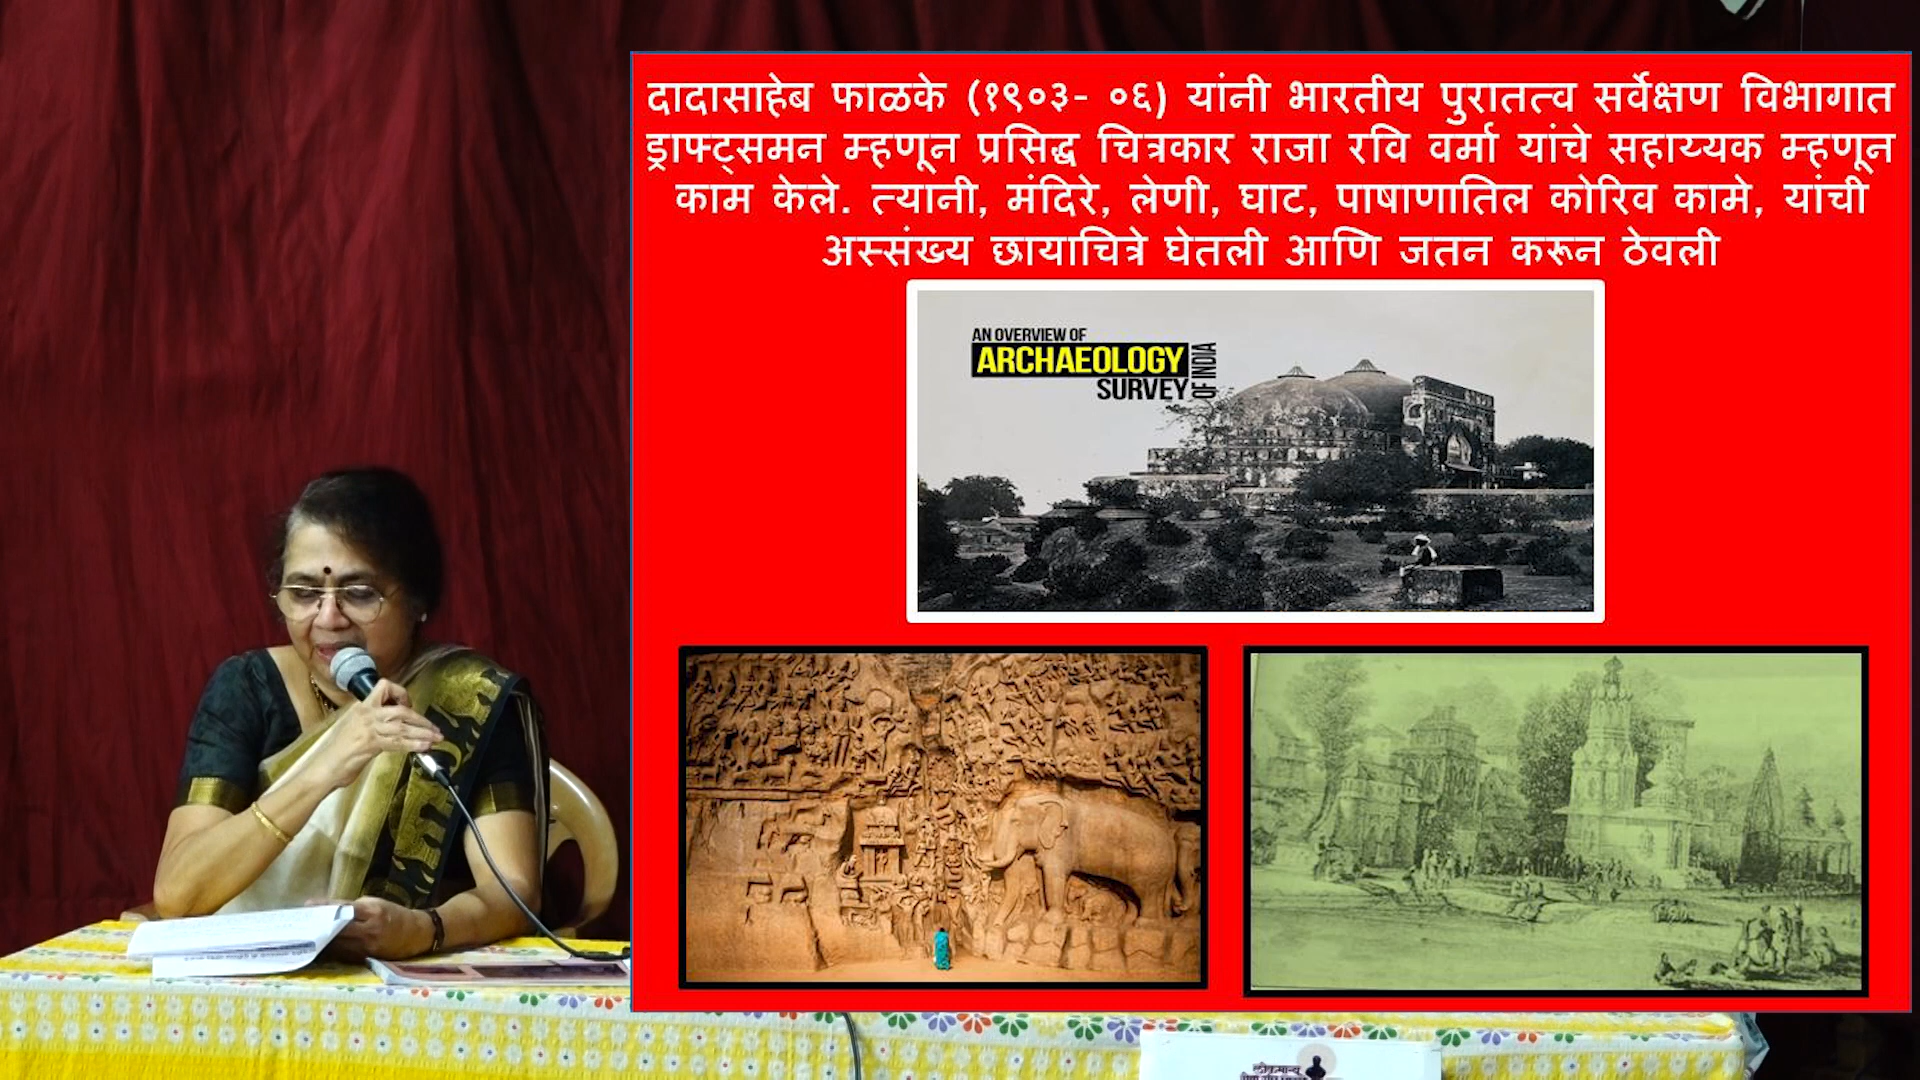 दादासाहेब फाळके (१९०३- ०६) यांनी भारतीय पुरातत्व सर्वेक्षण विभागात
ड्राफ्ट्समन म्हणून प्रसिद्ध चित्रकार राजा रवि वर्मा यांचे सहाय्यक म्हणून
काम केले. त्यानी, मंदिरे, लेणी, घाट, पाषाणातिल कोरिव कामे, यांची
अस्संख्य छायाचित्रे घेतली आणि जतन करून ठेवली
AN OVERVIEW OF
ARCHAEOLOGY
SURVEY
OF INDIA
लोकमान्य